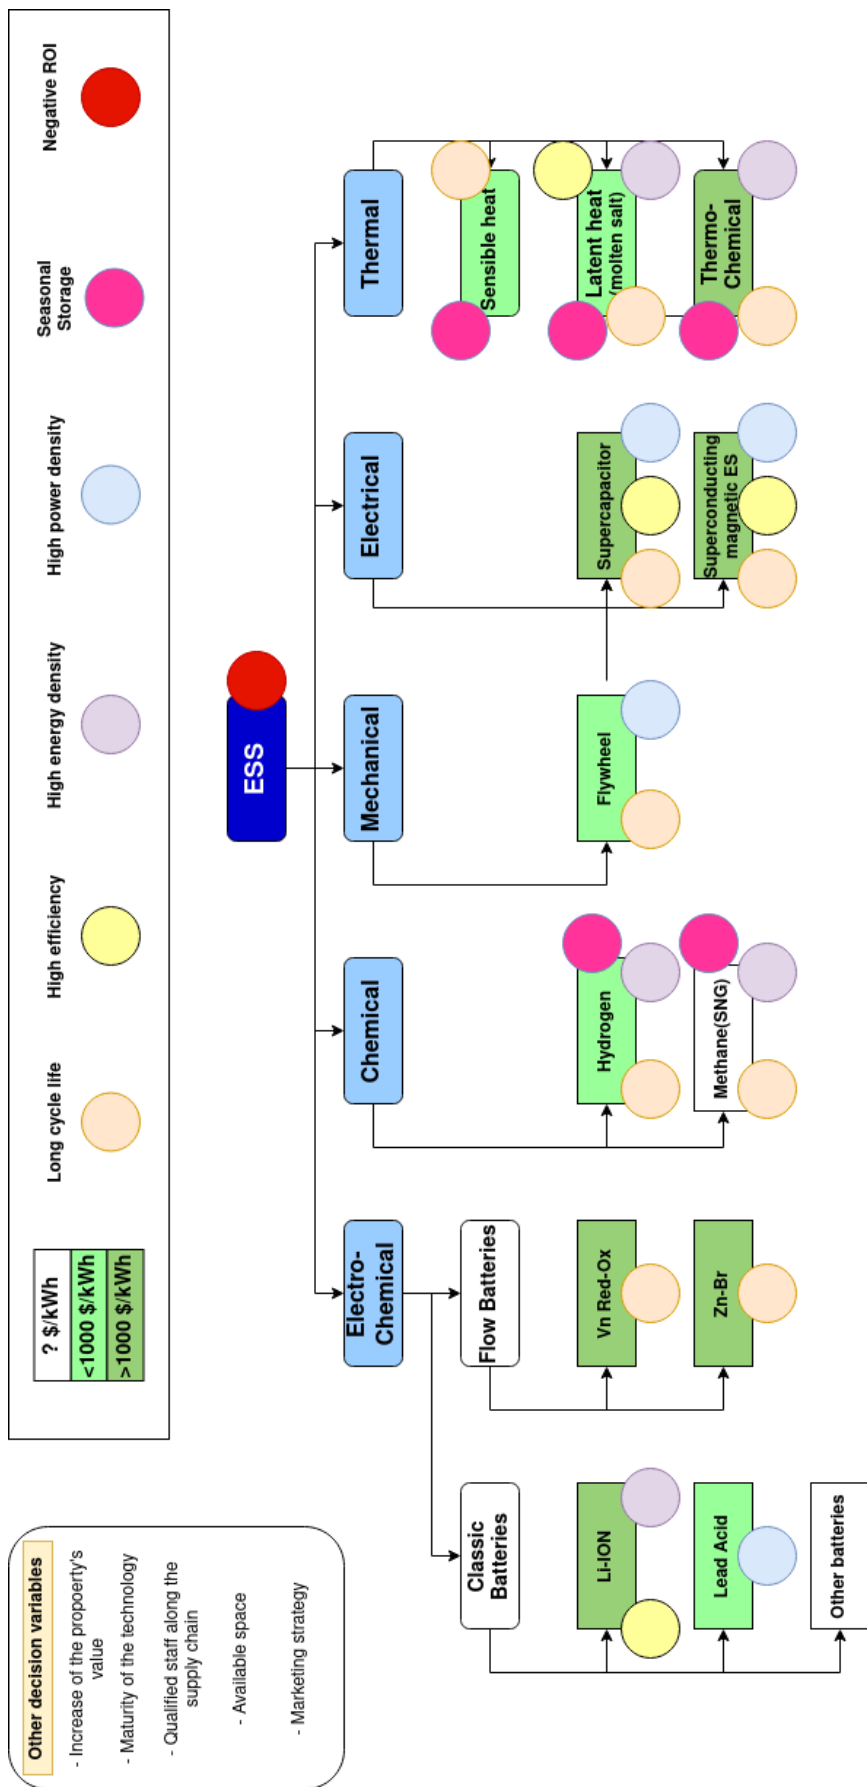 Other decision variables
- Increase of the propoerty's
value
- Maturity of the technology
- Qualified staff along the
supply chain
- Available space
- Marketing strategy
? $/kWh
<1000 $/kWh
>1000 $/kWh
Long cycle life
High efficiency
High energy density
High power density
Seasonal
Storage
Negative ROI
ESS
Electro-
Chemical
Chemical
Mechanical
Electrical
Thermal
Classic
Batteries
Flow Batteries
Sensible heat
Li-ION
Vn Red-Ox
Hydrogen
Flywheel
Supercapacitor
Latent heat
(molten salt)
Lead Acid
Zn-Br
Methane(SNG)
Superconducting
magnetic ES
Thermo-
Chemical
Other batteries